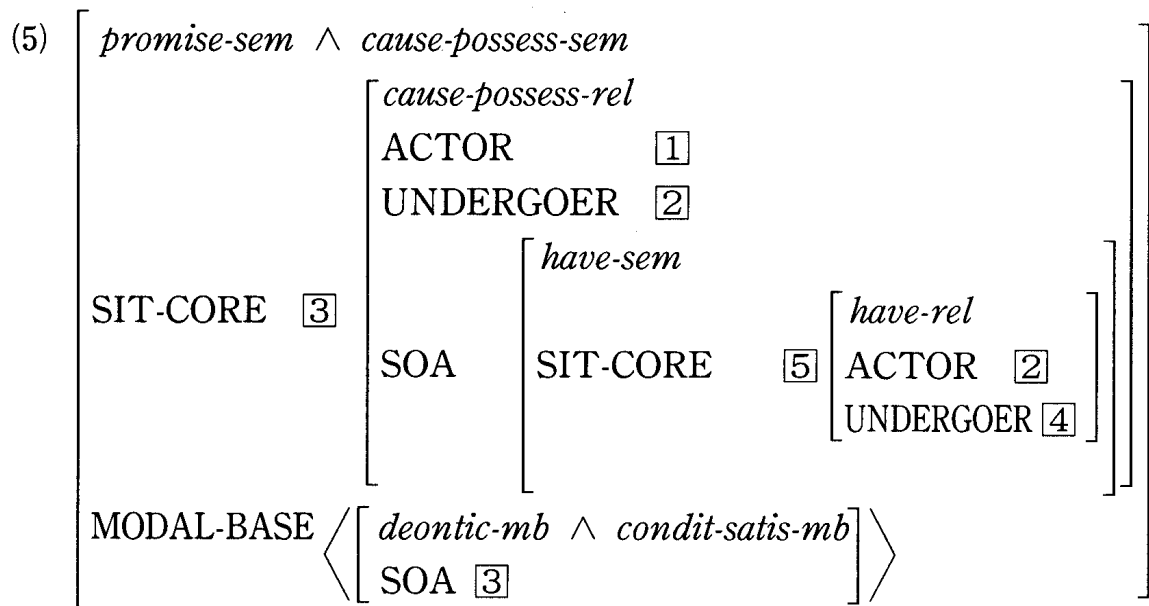 (5) promise-sem ∧ cause-possess-sem
cause-possess-rel
ACTOR 1
UNDERGOER 2
have-sem
SIT-CORE 3
have-rel
SOA SIT-CORE 5 ACTOR 2
UNDERGOER 4
MODAL-BASE 〈 deontic-mb ∧ condit-satis-mb 〉
SOA 3